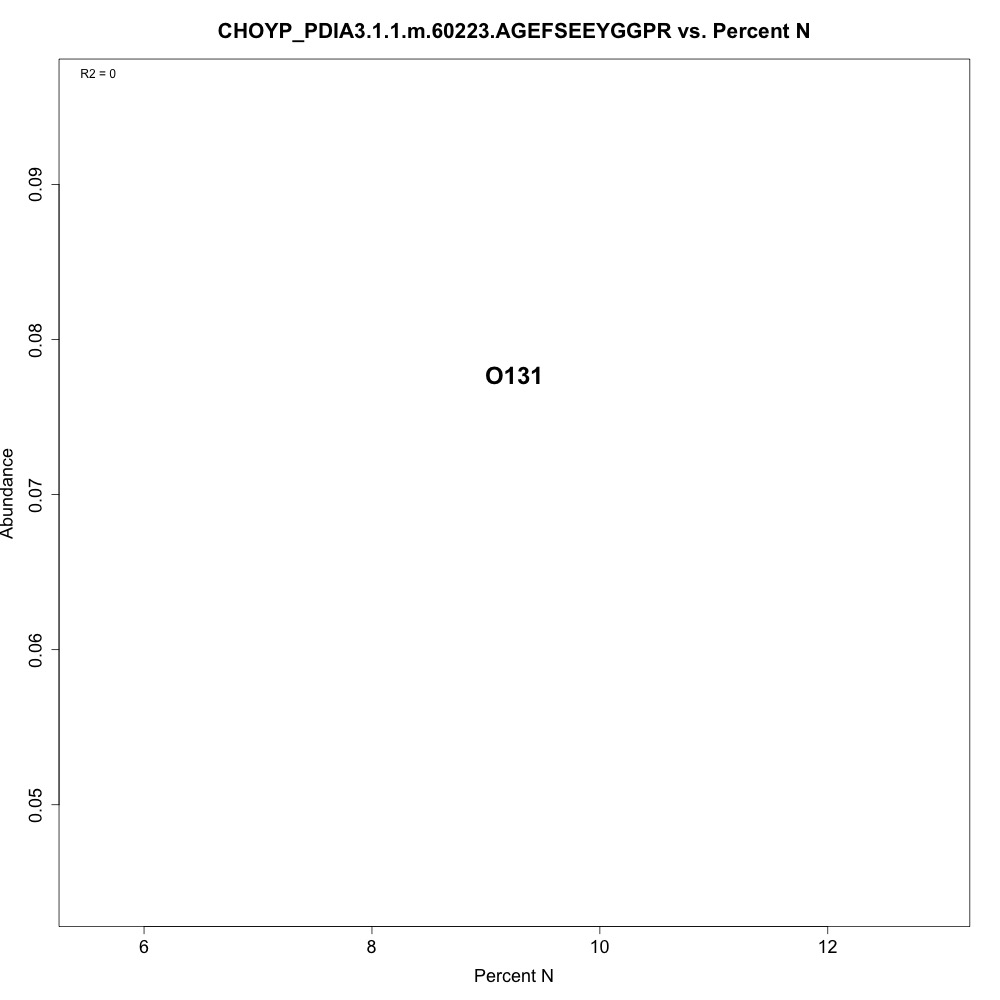 CHOYP_PDIA3.1.1.m.60223.AGEFSEEYGGPR vs. Percent N
R2 = 0
0.09
0.08
O131
0.07
Abundance
0.06
0.05
6 8 10 12
Percent N